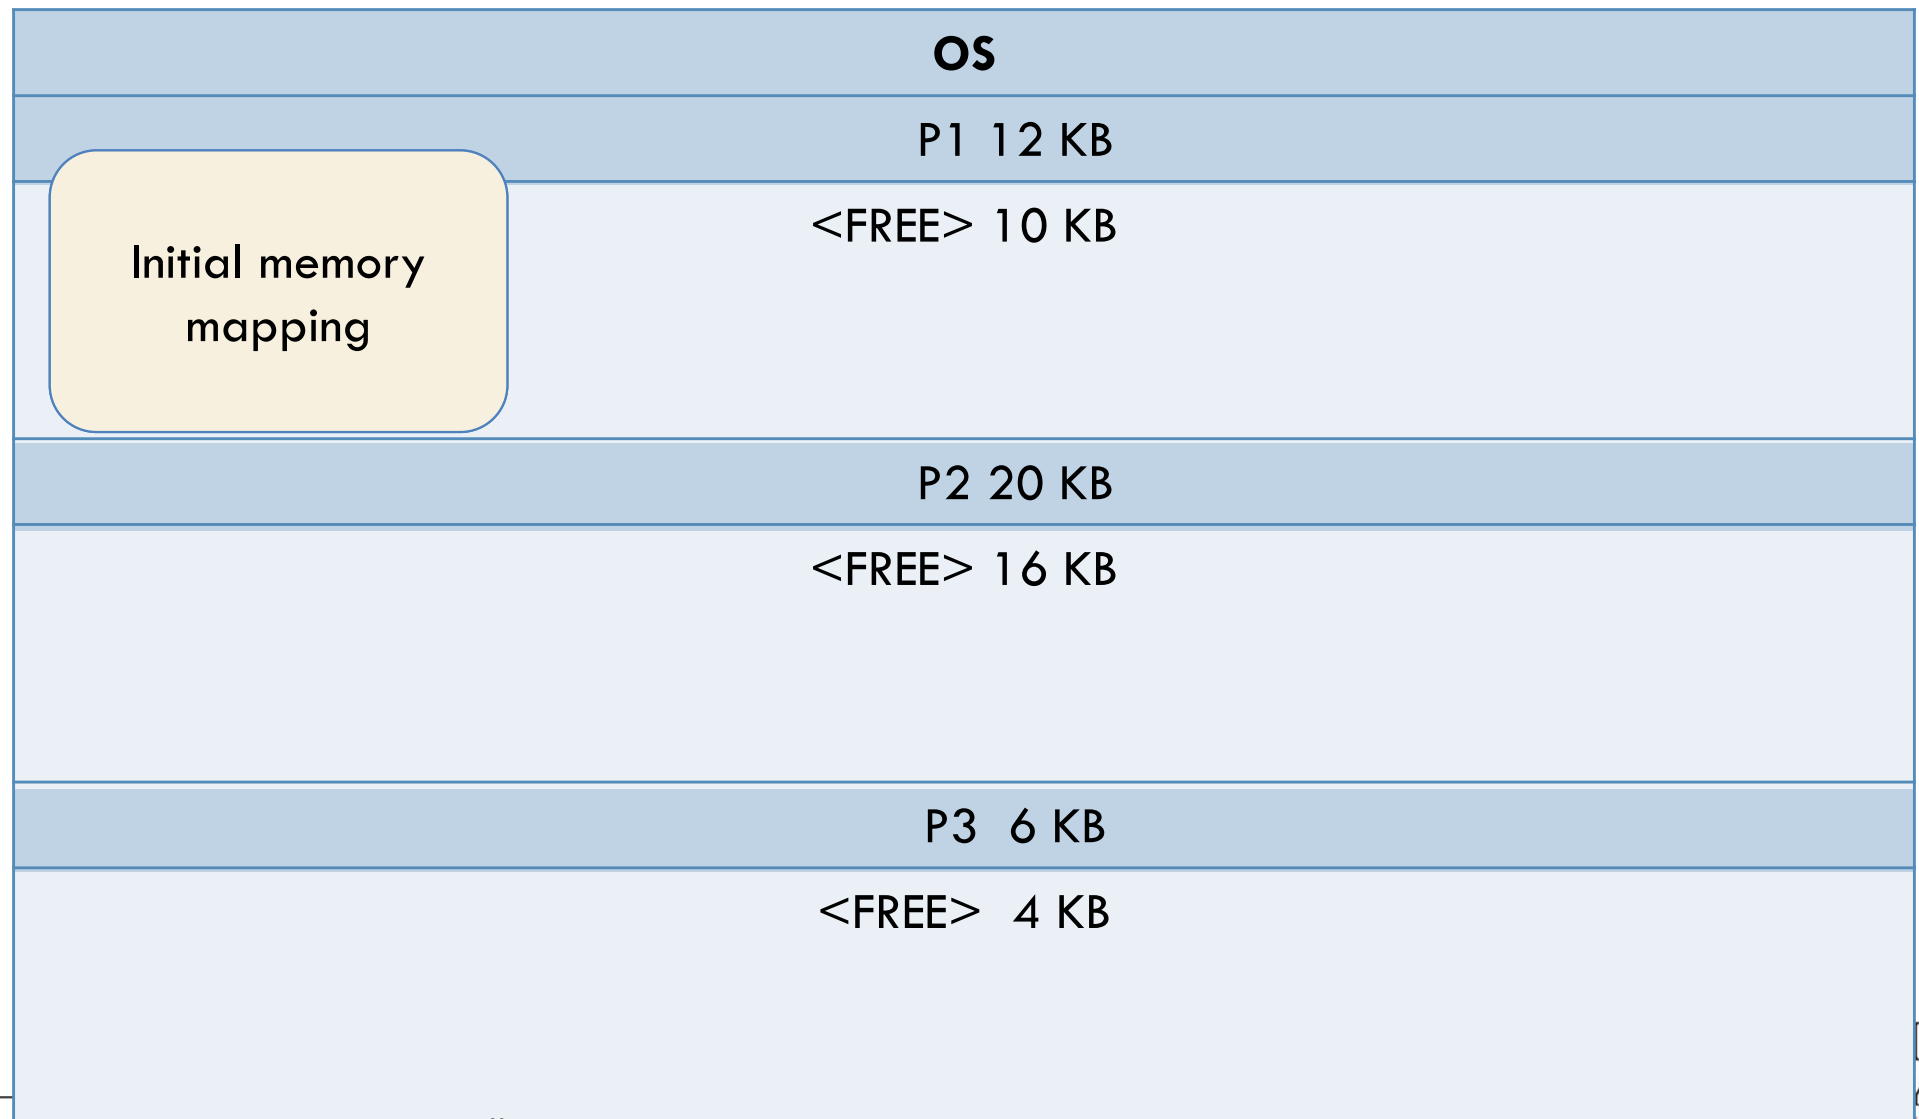 OS
P1 12 KB
<FREE> 10 KB
Initial memory
mapping
P2 20 KB
<FREE> 16 KB
P3 6 KB
<FREE> 4 KB